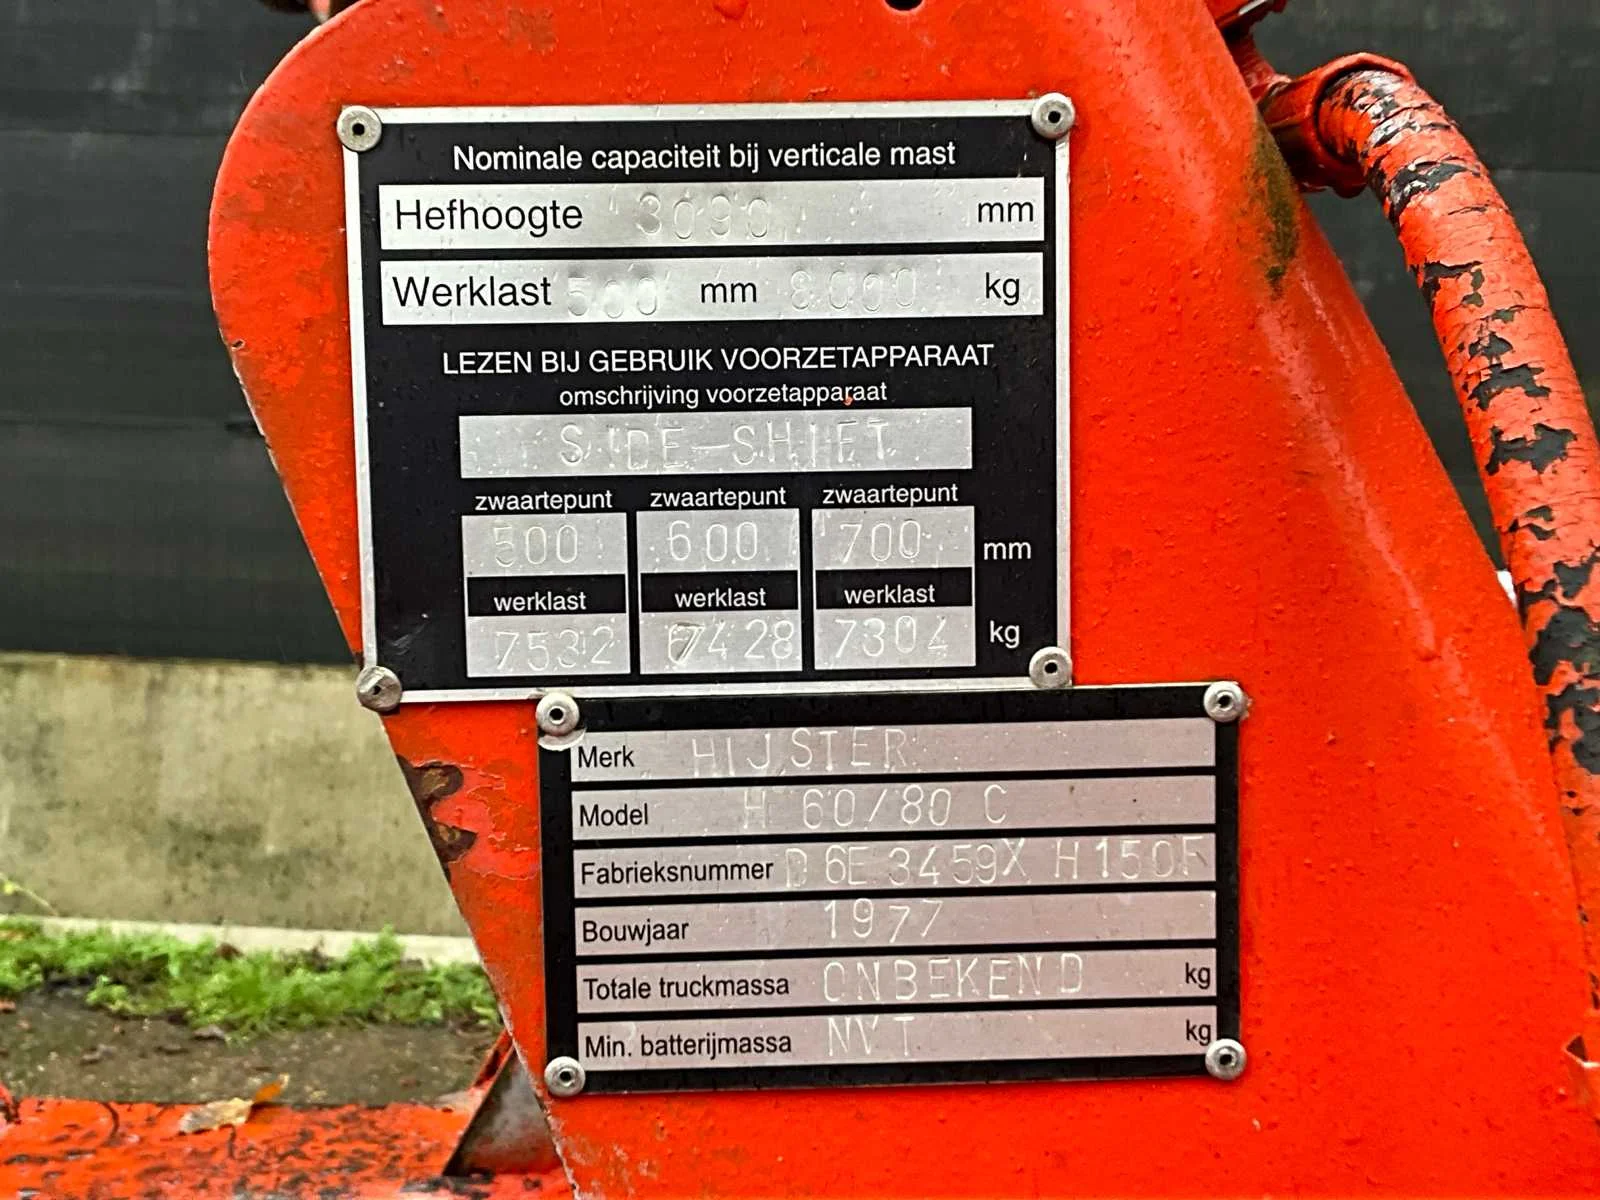 Nominale capaciteit bij verticale mast
Hefhoogte 3090 mm
Werklast 500 mm 8000 kg
LEZEN BIJ GEBRUIK VOORZETAPPARAAT
omschrijving voorzetapparaat
SIDE-SHIFT
zwaartepunt zwaartepunt zwaartepunt
500 600 700 mm
werklast werklast werklast
7532 7428 7304 kg
Merk HIJSTER
Model H 60/80 C
Fabrieksnummer D6E3459X H150F
Bouwjaar 1977
Totale truckmassa ONBEKEND kg
Min. batterijmassa NVT kg